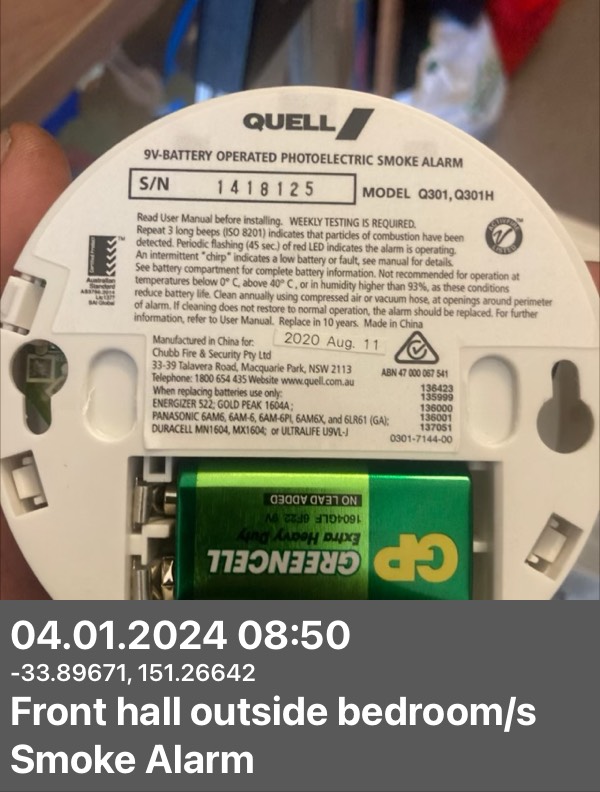 QUELL
9V-BATTERY OPERATED PHOTOELECTRIC SMOKE ALARM
S/N 1418125 MODEL Q301, Q301H
Read User Manual before installing. WEEKLY TESTING IS REQUIRED.
Repeat 3 long beeps (ISO 8201) indicates that particles of combustion have been
detected. Periodic flashing (45 sec.) of red LED indicates the alarm is operating.
An intermittent "chirp" indicates a low battery or fault, see manual for details.
See battery compartment for complete battery information. Not recommended for operation at
temperatures below 0° C, above 40° C, or in humidity higher than 93%, as these conditions
reduce battery life. Clean annually using compressed air or vacuum hose, at openings around perimeter
of alarm. If cleaning does not restore to normal operation, the alarm should be replaced. For further
information, refer to User Manual. Replace in 10 years. Made in China
Australian
Standard
SAI Global
Manufactured in China for: 2020 Aug. 11
Chubb Fire & Security Pty Ltd
33-39 Talavera Road, Macquarie Park, NSW 2113
Telephone: 1800 654 435 Website www.quell.com.au
ABN 47 000 067 541
When replacing batteries use only:
ENERGIZER 522; GOLD PEAK 1604A;
PANASONIC 6AM6, 6AM-6, 6AM-6PI, 6AM6X, and 6LR61 (GA);
DURACELL MN1604, MX1604; or ULTRALIFE U9VL-J
136423
135999
136000
136001
137051
0301-7144-00
NO LEAD ADDED
1604GLF 6F22 9V
Extra Heavy Duty
GREENCELL
GP
04.01.2024 08:50
-33.89671, 151.26642
Front hall outside bedroom/s
Smoke Alarm